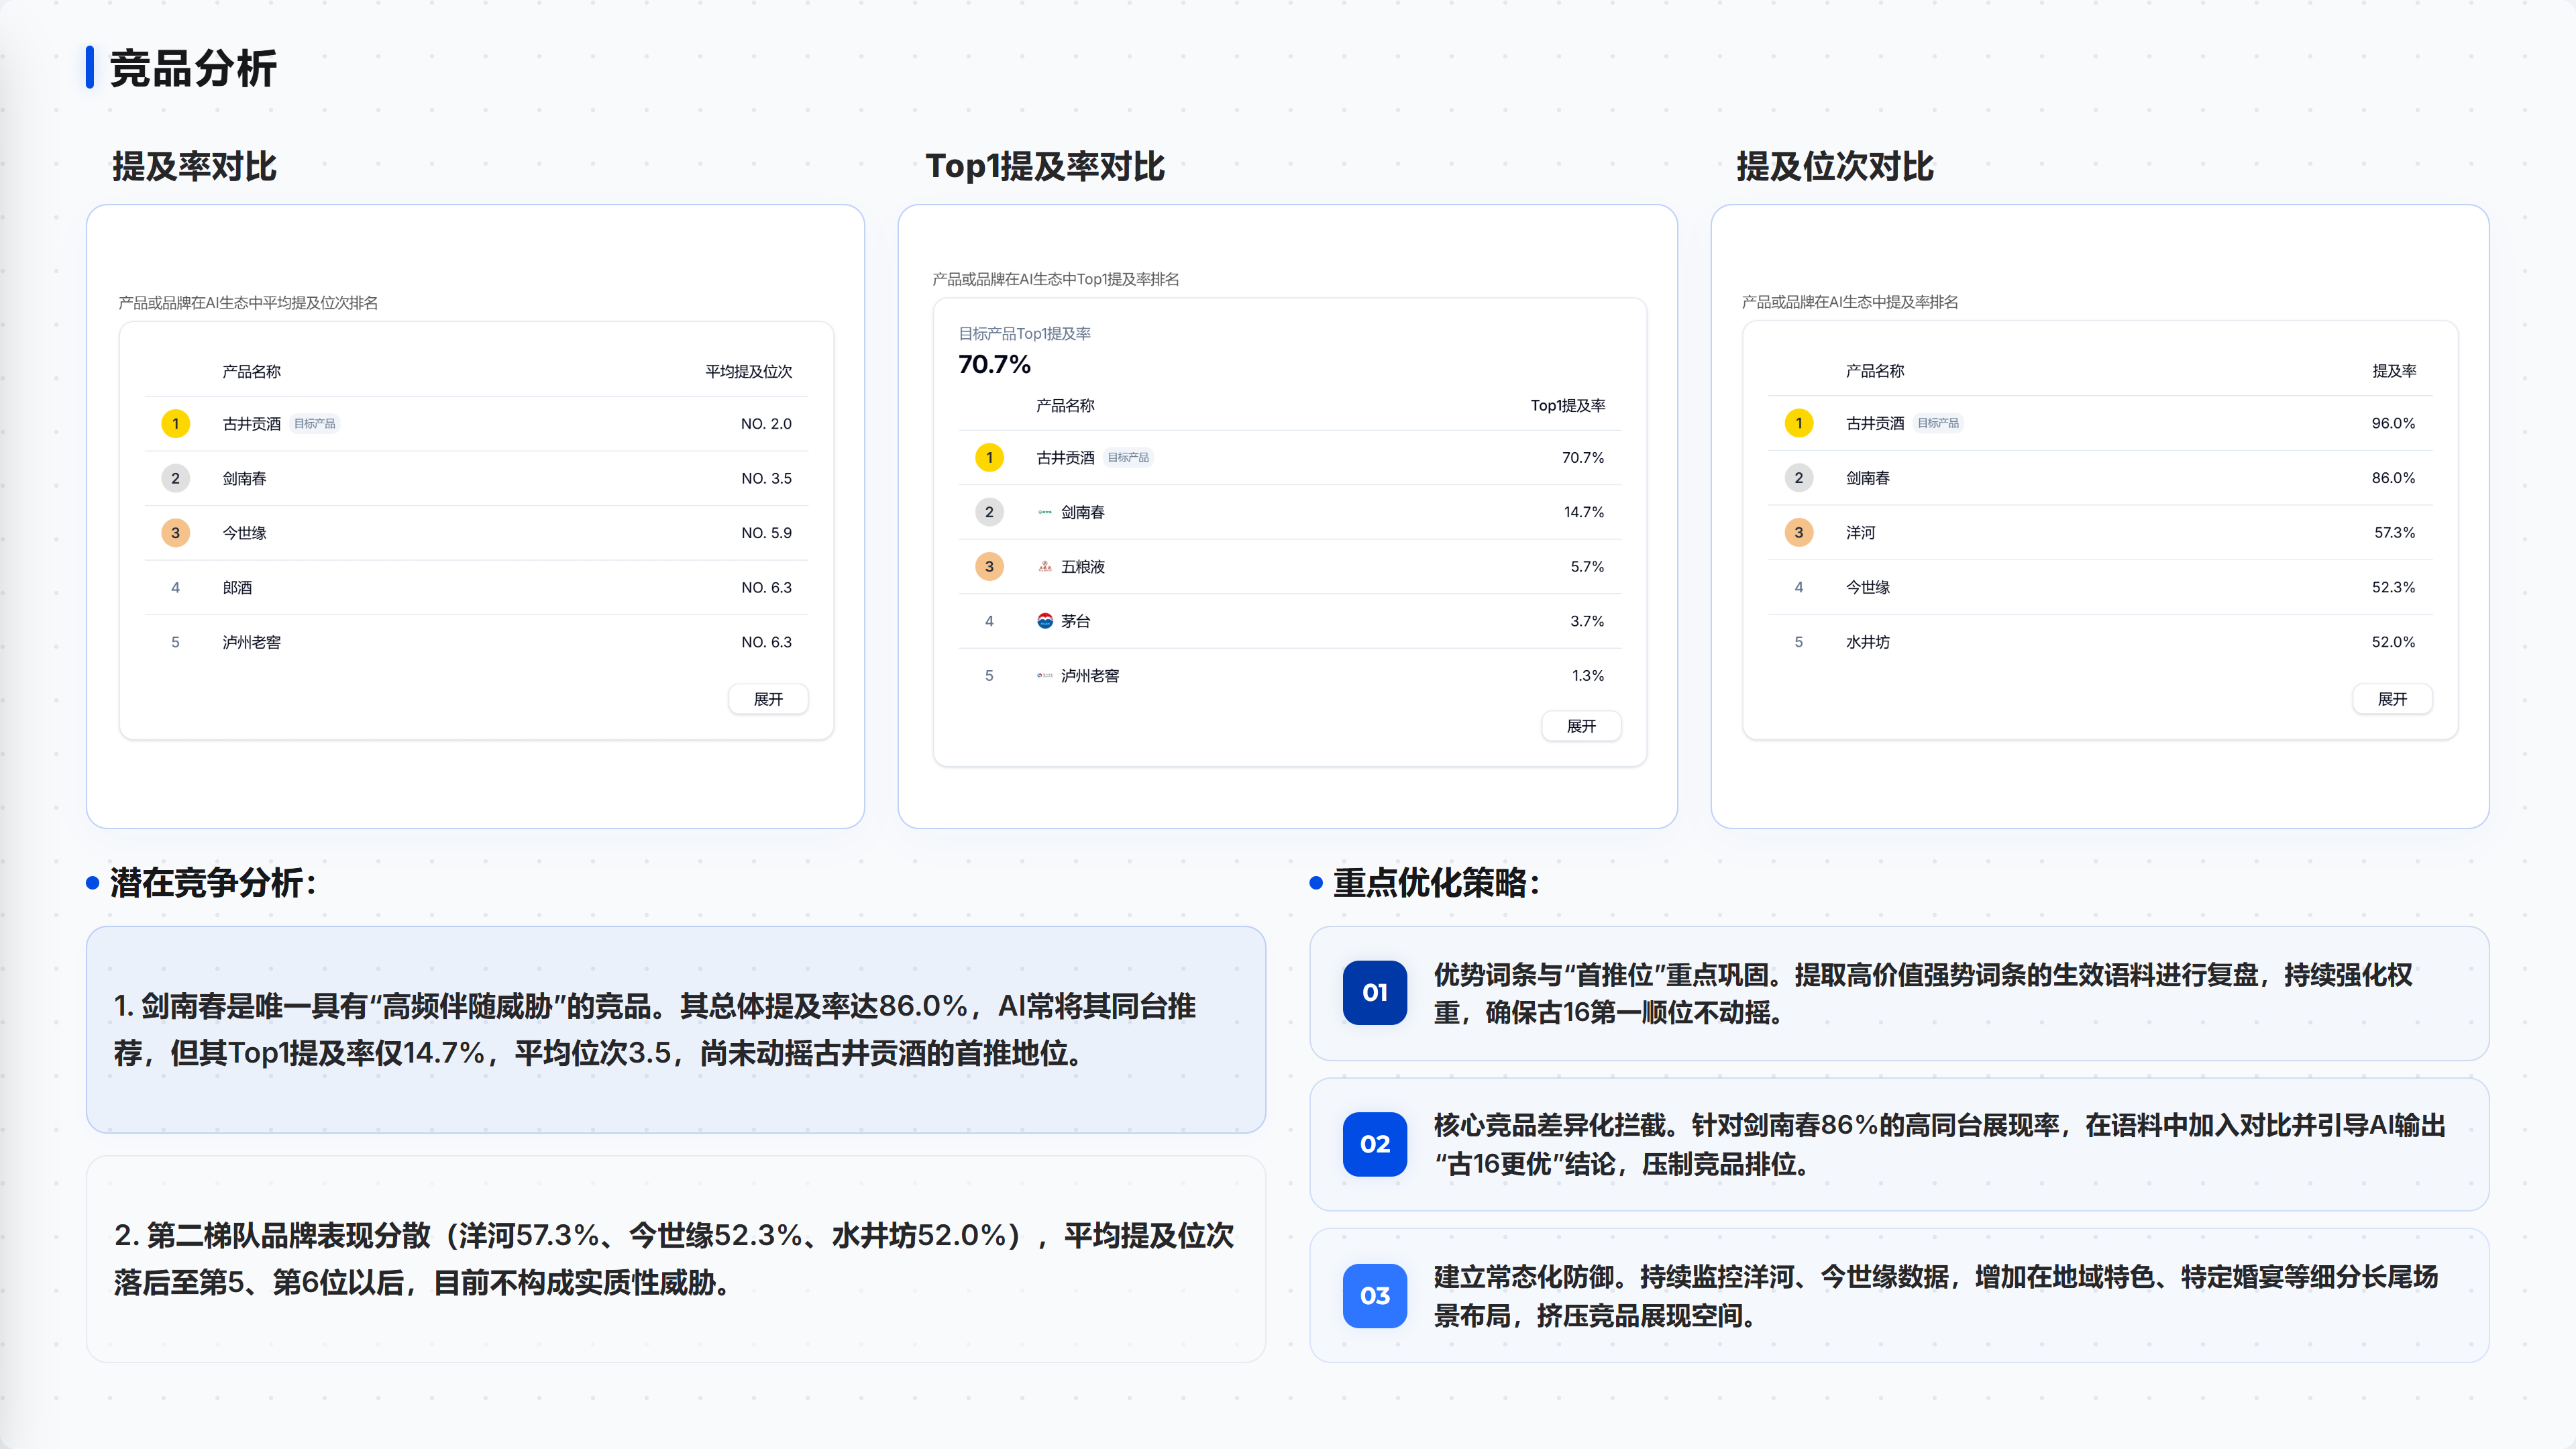 竞品分析
提及率对比
产品或品牌在AI生态中平均提及位次排名
产品名称 平均提及位次
1 古井贡酒 目标产品 NO. 2.0
2 剑南春 NO. 3.5
3 今世缘 NO. 5.9
4 郎酒 NO. 6.3
5 泸州老窖 NO. 6.3
展开
Top1提及率对比
产品或品牌在AI生态中Top1提及率排名
目标产品Top1提及率
70.7%
产品名称 Top1提及率
1 古井贡酒 目标产品 70.7%
2 剑南春 14.7%
3 五粮液 5.7%
4 茅台 3.7%
5 泸州老窖 1.3%
展开
提及位次对比
产品或品牌在AI生态中提及率排名
产品名称 提及率
1 古井贡酒 目标产品 96.0%
2 剑南春 86.0%
3 洋河 57.3%
4 今世缘 52.3%
5 水井坊 52.0%
展开
潜在竞争分析：
1. 剑南春是唯一具有“高频伴随威胁”的竞品。其总体提及率达86.0%，AI常将其同台推
荐，但其Top1提及率仅14.7%，平均位次3.5，尚未动摇古井贡酒的首推地位。
2. 第二梯队品牌表现分散（洋河57.3%、今世缘52.3%、水井坊52.0%），平均提及位次
落后至第5、第6位以后，目前不构成实质性威胁。
重点优化策略：
01 优势词条与“首推位”重点巩固。提取高价值强势词条的生效语料进行复盘，持续强化权
重，确保古16第一顺位不动摇。
02 核心竞品差异化拦截。针对剑南春86%的高同台展现率，在语料中加入对比并引导AI输出
“古16更优”结论，压制竞品排位。
03 建立常态化防御。持续监控洋河、今世缘数据，增加在地域特色、特定婚宴等细分长尾场
景布局，挤压竞品展现空间。